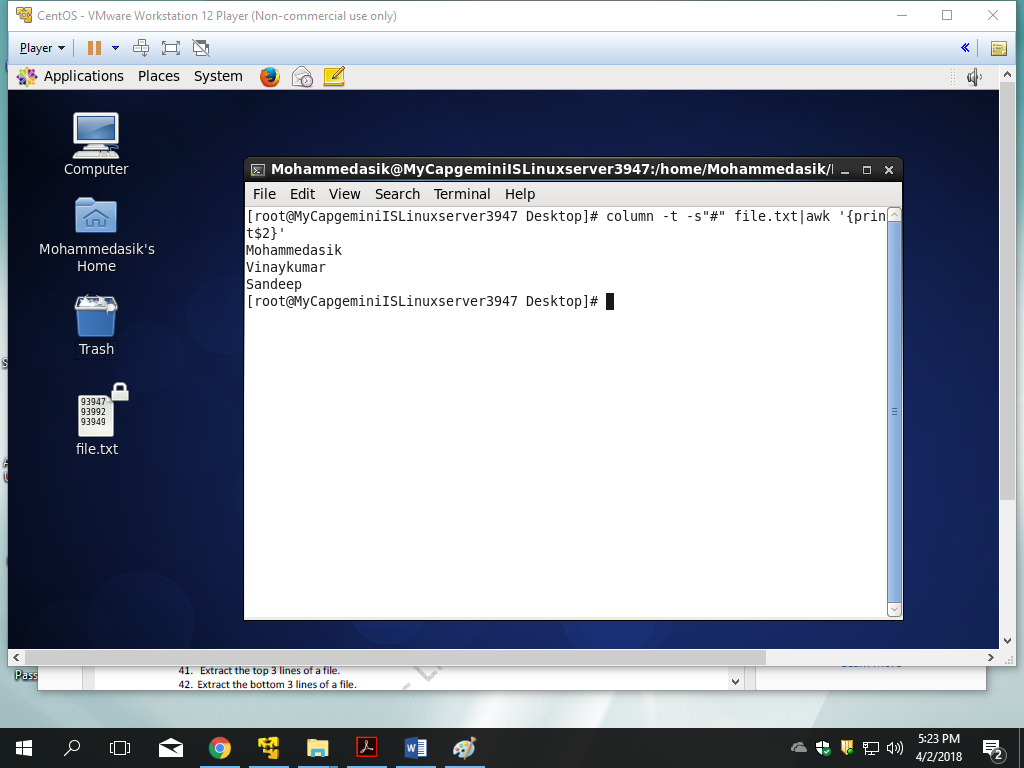 CentOS - VMware Workstation 12 Player (Non-commercial use only)
Player
Applications Places System
Computer
Mohammedasik's
Home
Trash
93947
93992
93949
file.txt
Mohammedasik@MyCapgeminiISLinuxserver3947:/home/Mohammedasik/
File Edit View Search Terminal Help
[root@MyCapgeminiISLinuxserver3947 Desktop]# column -t -s"#" file.txt|awk '{prin
t$2}'
Mohammedasik
Vinaykumar
Sandeep
[root@MyCapgeminiISLinuxserver3947 Desktop]#
Pass
41. Extract the top 3 lines of a file.
42. Extract the bottom 3 lines of a file.
5:23 PM
4/2/2018
2